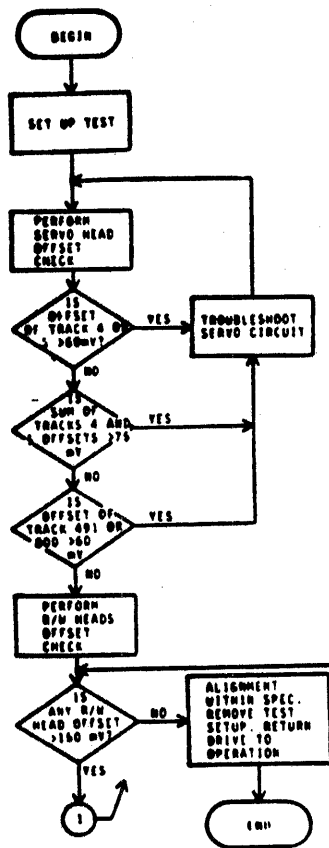 BEGIN
SET UP TEST
PERFORM
SERVO HEAD
OFFSET
CHECK
IS
OFFSET
OF TRACK 4 OR
5 >60mV?
YES
TROUBLESHOOT
SERVO CIRCUIT
NO
IS
SUM OF
TRACKS 4 AND
OFFSETS >75
mV
YES
NO
IS
OFFSET OF
TRACK 491 OR
>60
mV
YES
NO
PERFORM
R/W HEADS
OFFSET
CHECK
IS
ANY R/W
HEAD OFFSET
>160 mV?
NO
ALIGNMENT
WITHIN SPEC.
REMOVE TEST
SETUP. RETURN
DRIVE TO
OPERATION
YES
1
END